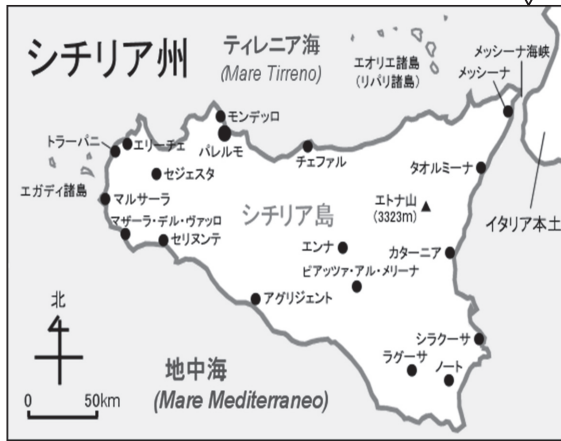 シチリア州
ティレニア海
(Mare Tirreno)
エオリエ諸島
(リパリ諸島)
メッシーナ海峡
メッシーナ
モンデッロ
パレルモ
トラーパニ
エリーチェ
チェファル
セジェスタ
タオルミーナ
エガディ諸島
マルサーラ
エトナ山
(3323m)
イタリア本土
シチリア島
マザーラ・デル・ヴァッロ
セリヌンテ
エンナ
カターニア
ピアッツァ・アル・メリーナ
アグリジェント
北
シラクーサ
ラグーサ
ノート
地中海
(Mare Mediterraneo)
0 50km